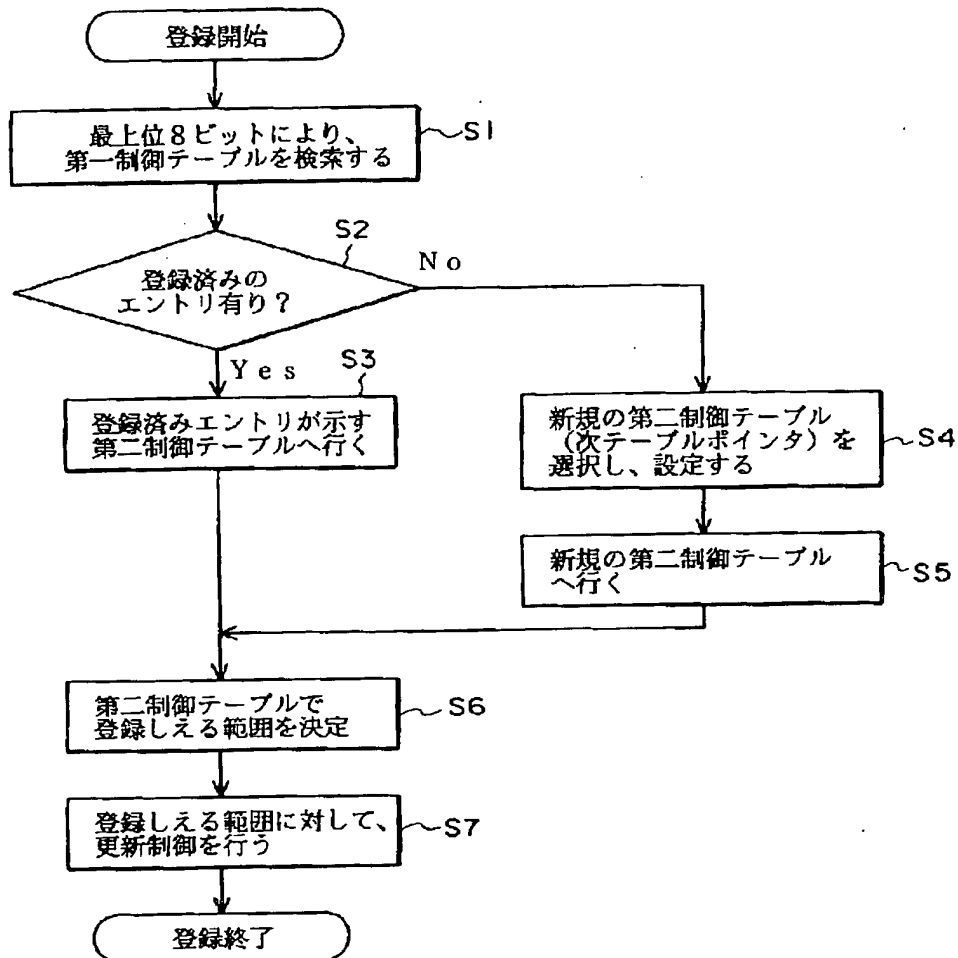 登録開始
最上位8ビットにより、
第一制御テーブルを検索する
S1
S2
登録済みの
エントリ有り?
No
Yes
S3
登録済みエントリが示す
第二制御テーブルへ行く
新規の第二制御テーブル
(次テーブルポインタ)を
選択し、設定する
S4
新規の第二制御テーブル
へ行く
S5
第二制御テーブルで
登録しえる範囲を決定
S6
登録しえる範囲に対して、
更新制御を行う
S7
登録終了